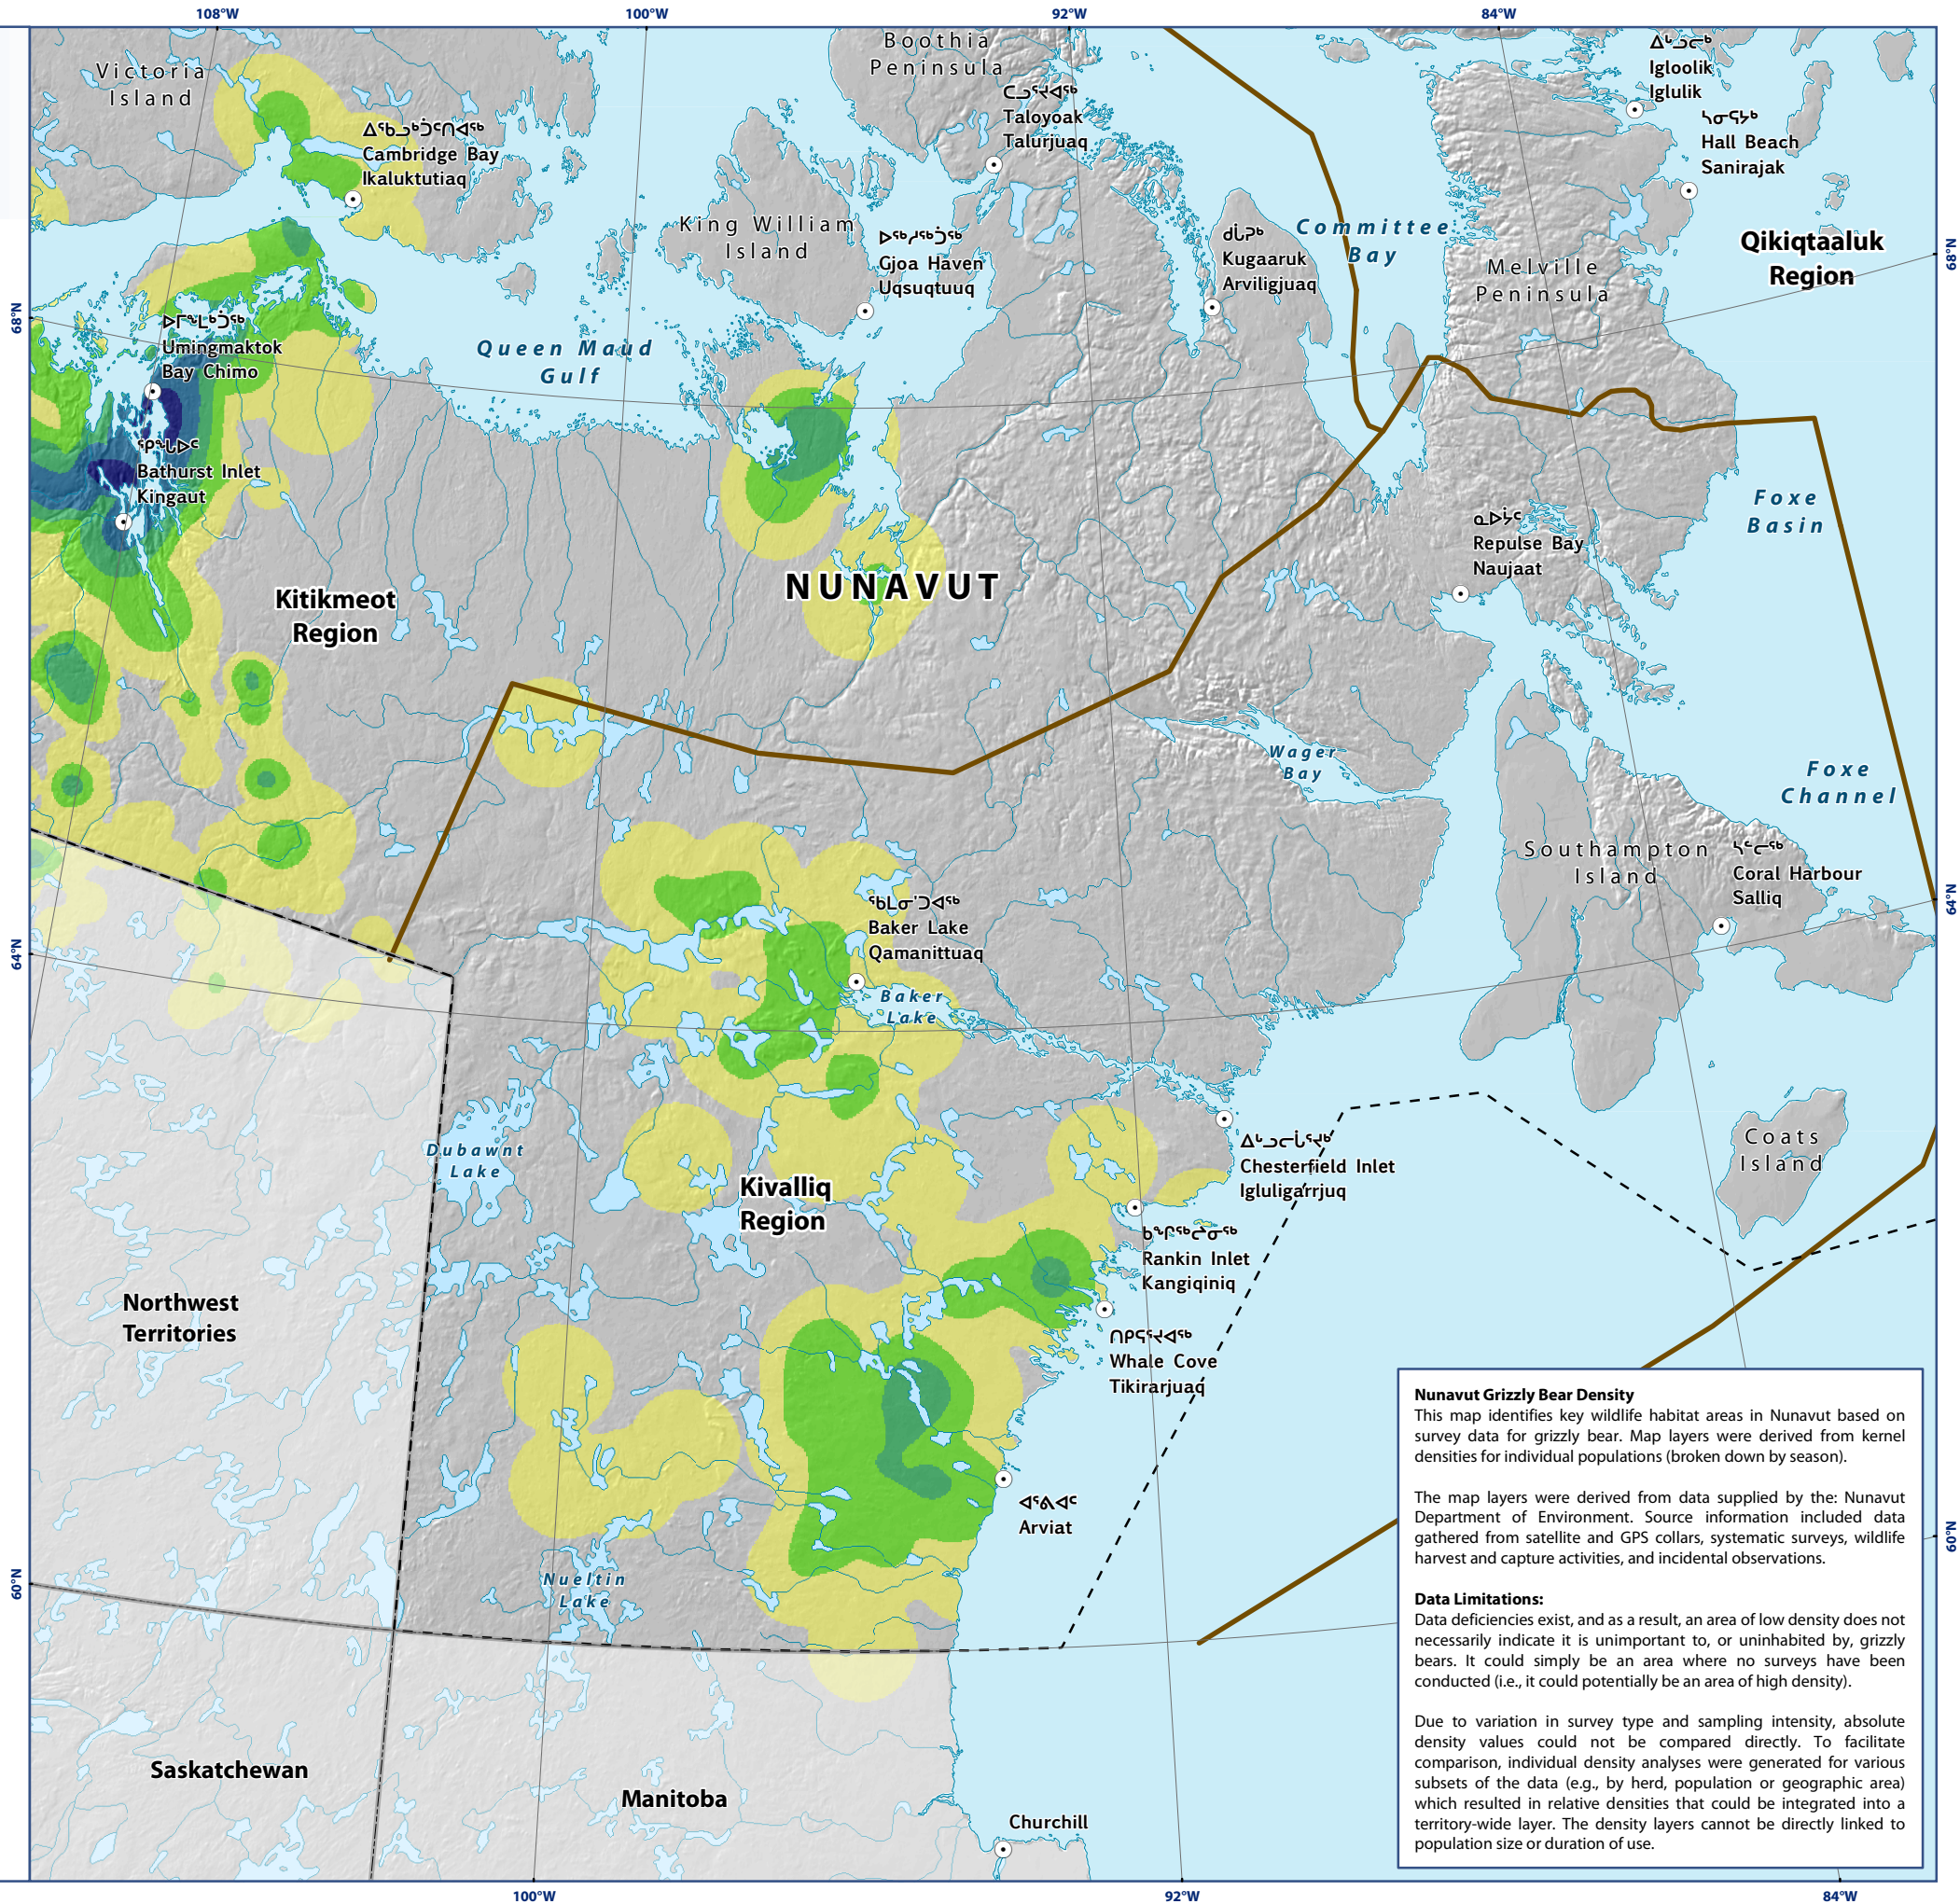 108°W
100°W
92°W
84°W
Victoria
Island
ᐃᖃᓗᒃᑑᑦᑎᐊᖅ
Cambridge Bay
Ikaluktutiaq
Boothia
Peninsula
ᑕᓗᕐᔪᐊᖅ
Taloyoak
Talurjuaq
ᐃᒡᓗᓕᒃ
Igloolik
Iglulik
ᓴᓂᕋᔭᒃ
Hall Beach
Sanirajak
King William
Island
ᐅᖅᓱᖅᑑᖅ
Gjoa Haven
Uqsuqtuuq
ᑰᒑᕐᔪᒃ
Kugaaruk
Arviligjuaq
Committee
Bay
Melville
Peninsula
Qikiqtaaluk
Region
68°N
68°N
ᐅᒥᖕᒪᒃᑑᖅ
Umingmaktok
Bay Chimo
Queen Maud
Gulf
ᕿᙵᐅᑦ
Bathurst Inlet
Kingaut
Foxe
Basin
ᓇᐅᔮᑦ
Repulse Bay
Naujaat
Kitikmeot
Region
NUNAVUT
Wager
Bay
Foxe
Channel
Southampton
Island
ᓴᓪᓕᖅ
Coral Harbour
Salliq
64°N
64°N
ᖃᒪᓂ'ᑐᐊᖅ
Baker Lake
Qamanittuaq
Baker
Lake
Dubawnt
Lake
ᐃᒡᓗᓕᒑᕐᔪᒃ
Chesterfield Inlet
Igluligarrjuq
Coats
Island
Kivalliq
Region
ᑲᖏᖅᖠᓂᖅ
Rankin Inlet
Kangiqiniq
Northwest
Territories
ᑎᑭᕋᕐᔪᐊᖅ
Whale Cove
Tikirarjuaq
ᐊᕐᕕᐊᑦ
Arviat
Nueltin
Lake
60°N
60°N
Saskatchewan
Manitoba
Churchill
Nunavut Grizzly Bear Density
This map identifies key wildlife habitat areas in Nunavut based on
survey data for grizzly bear. Map layers were derived from kernel
densities for individual populations (broken down by season).
The map layers were derived from data supplied by the: Nunavut
Department of Environment. Source information included data
gathered from satellite and GPS collars, systematic surveys, wildlife
harvest and capture activities, and incidental observations.
Data Limitations:
Data deficiencies exist, and as a result, an area of low density does not
necessarily indicate it is unimportant to, or uninhabited by, grizzly
bears. It could simply be an area where no surveys have been
conducted (i.e., it could potentially be an area of high density).
Due to variation in survey type and sampling intensity, absolute
density values could not be compared directly. To facilitate
comparison, individual density analyses were generated for various
subsets of the data (e.g., by herd, population or geographic area)
which resulted in relative densities that could be integrated into a
territory-wide layer. The density layers cannot be directly linked to
population size or duration of use.
100°W
92°W
84°W